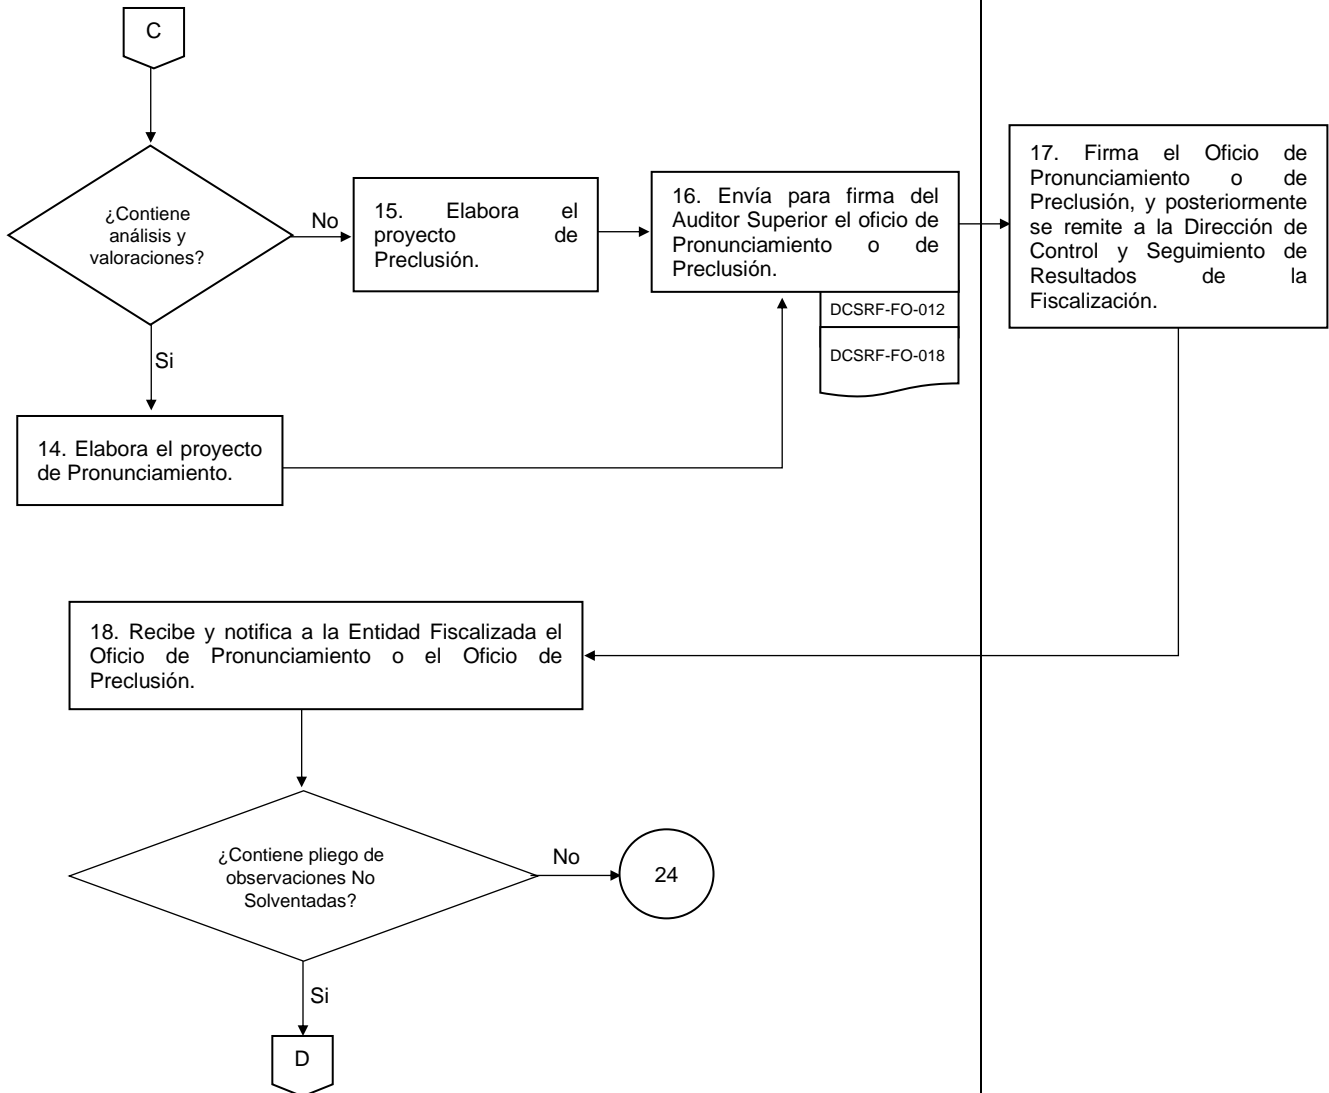 C
¿Contiene
análisis y
valoraciones?
No
Si
15. Elabora el
proyecto de
Preclusión.
16. Envía para firma del
Auditor Superior el oficio de
Pronunciamiento o de
Preclusión.
DCSRF-FO-012
DCSRF-FO-018
17. Firma el Oficio de
Pronunciamiento o de
Preclusión, y posteriormente
se remite a la Dirección de
Control y Seguimiento de
Resultados de la
Fiscalización.
14. Elabora el proyecto
de Pronunciamiento.
18. Recibe y notifica a la Entidad Fiscalizada el
Oficio de Pronunciamiento o el Oficio de
Preclusión.
¿Contiene pliego de
observaciones No
Solventadas?
No
24
Si
D